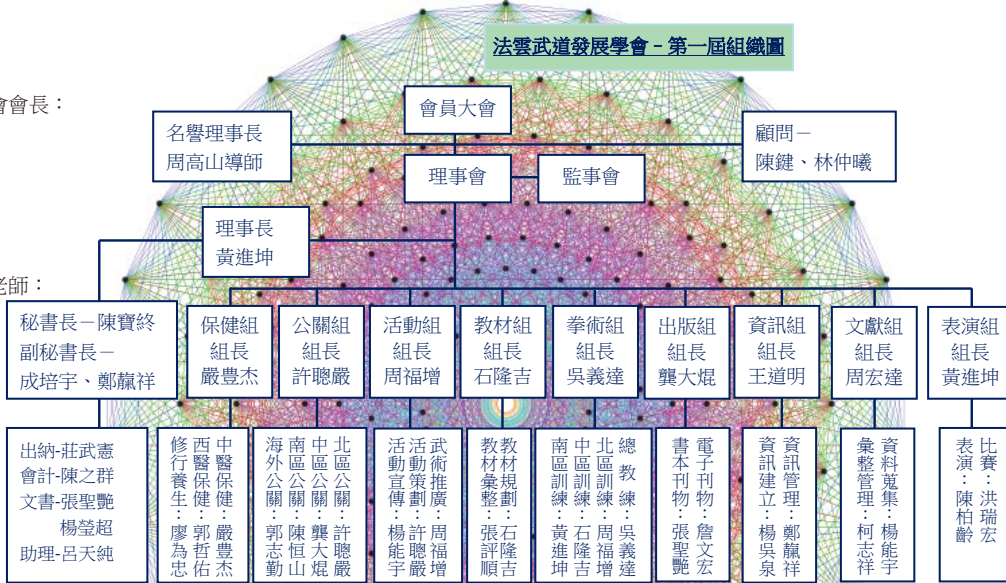 法雲武道發展學會－第一屆組織圖
會會長：
會員大會
名譽理事長
周高山導師
顧問－
陳鍵、林仲曦
理事會
監事會
理事長
黃進坤
老師：
秘書長－陳寶終
副秘書長－
成培宇、鄭龥祥
保健組
組長
嚴豊杰
公關組
組長
許聰嚴
活動組
組長
周福增
教材組
組長
石隆吉
拳術組
組長
吳義達
出版組
組長
龔大焜
資訊組
組長
王道明
文獻組
組長
周宏達
表演組
組長
黃進坤
出納-莊武憲
會計-陳之群
文書-張聖艷
楊瑩超
助理-呂天純
中醫保健：嚴豊杰
西醫保健：郭哲佑
修行養生：廖為忠
北區公關：許聰嚴
中區公關：龔大焜
南區公關：陳恒山
海外公關：郭志勤
武術推廣：周福增
活動策劃：許聰嚴
活動宣傳：楊能宇
教材規劃：石隆吉
教材彙整：張評順
總教練：吳義達
北區訓練：周福增
中區訓練：石隆吉
南區訓練：黃進坤
電子刊物：詹文宏
書本刊物：張聖艷
資訊管理：鄭龥祥
資訊建立：楊吳泉
資料蒐集：楊能宇
彙整管理：柯志祥
比賽：洪瑞宏
表演：陳柏齡